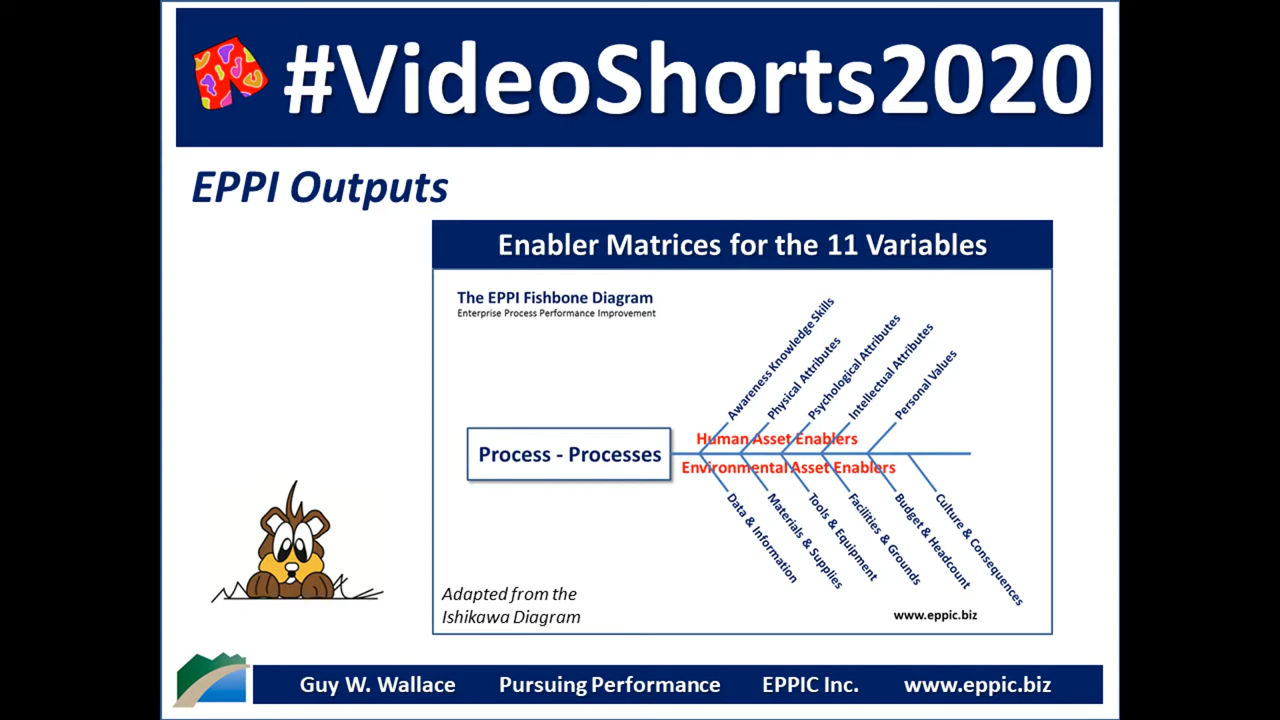 #VideoShorts2020
EPPI Outputs
Enabler Matrices for the 11 Variables
The EPPI Fishbone Diagram
Enterprise Process Performance Improvement
Awareness Knowledge Skills
Physical Attributes
Psychological Attributes
Intellectual Attributes
Personal Values
Human Asset Enablers
Process - Processes
Environmental Asset Enablers
Data & Information
Materials & Supplies
Tools & Equipment
Facilities & Grounds
Budget & Headcount
Culture & Consequences
Adapted from the
Ishikawa Diagram
www.eppic.biz
Guy W. Wallace Pursuing Performance EPPIC Inc. www.eppic.biz